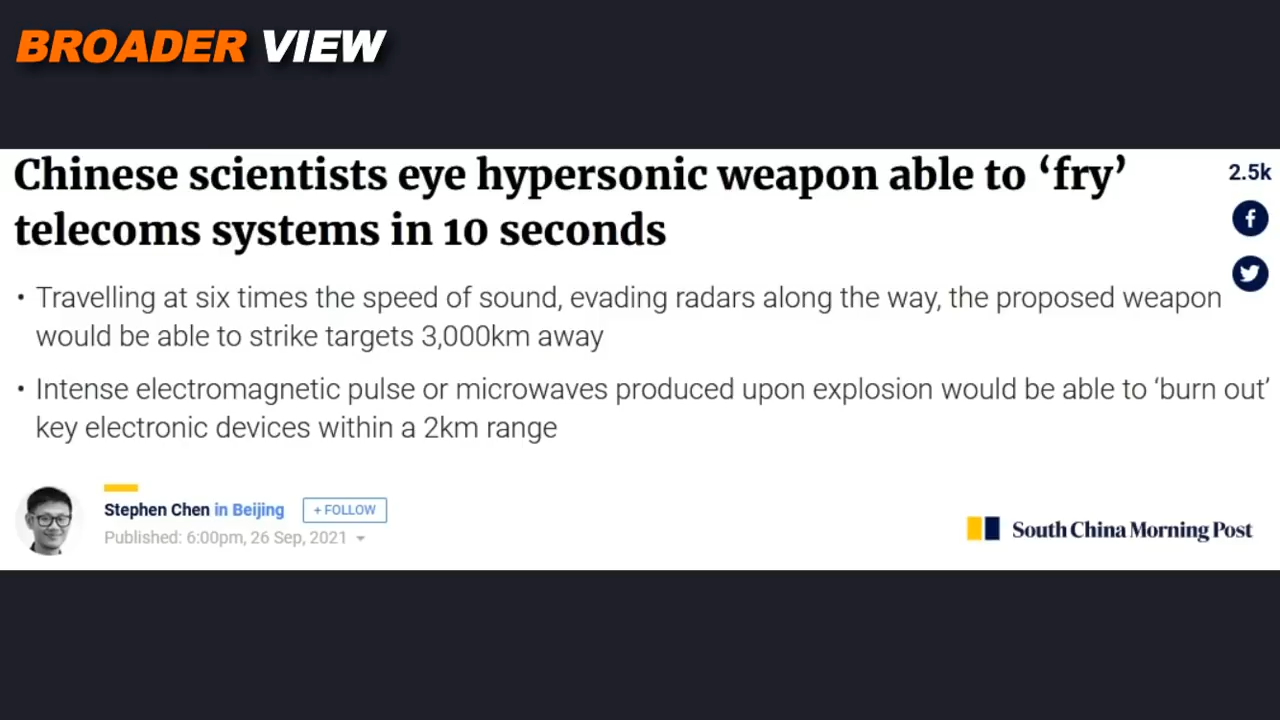 BROADER VIEW
Chinese scientists eye hypersonic weapon able to ‘fry’
telecoms systems in 10 seconds
2.5k
• Travelling at six times the speed of sound, evading radars along the way, the proposed weapon
would be able to strike targets 3,000km away
• Intense electromagnetic pulse or microwaves produced upon explosion would be able to ‘burn out’
key electronic devices within a 2km range
Stephen Chen in Beijing + FOLLOW
Published: 6:00pm, 26 Sep, 2021
South China Morning Post